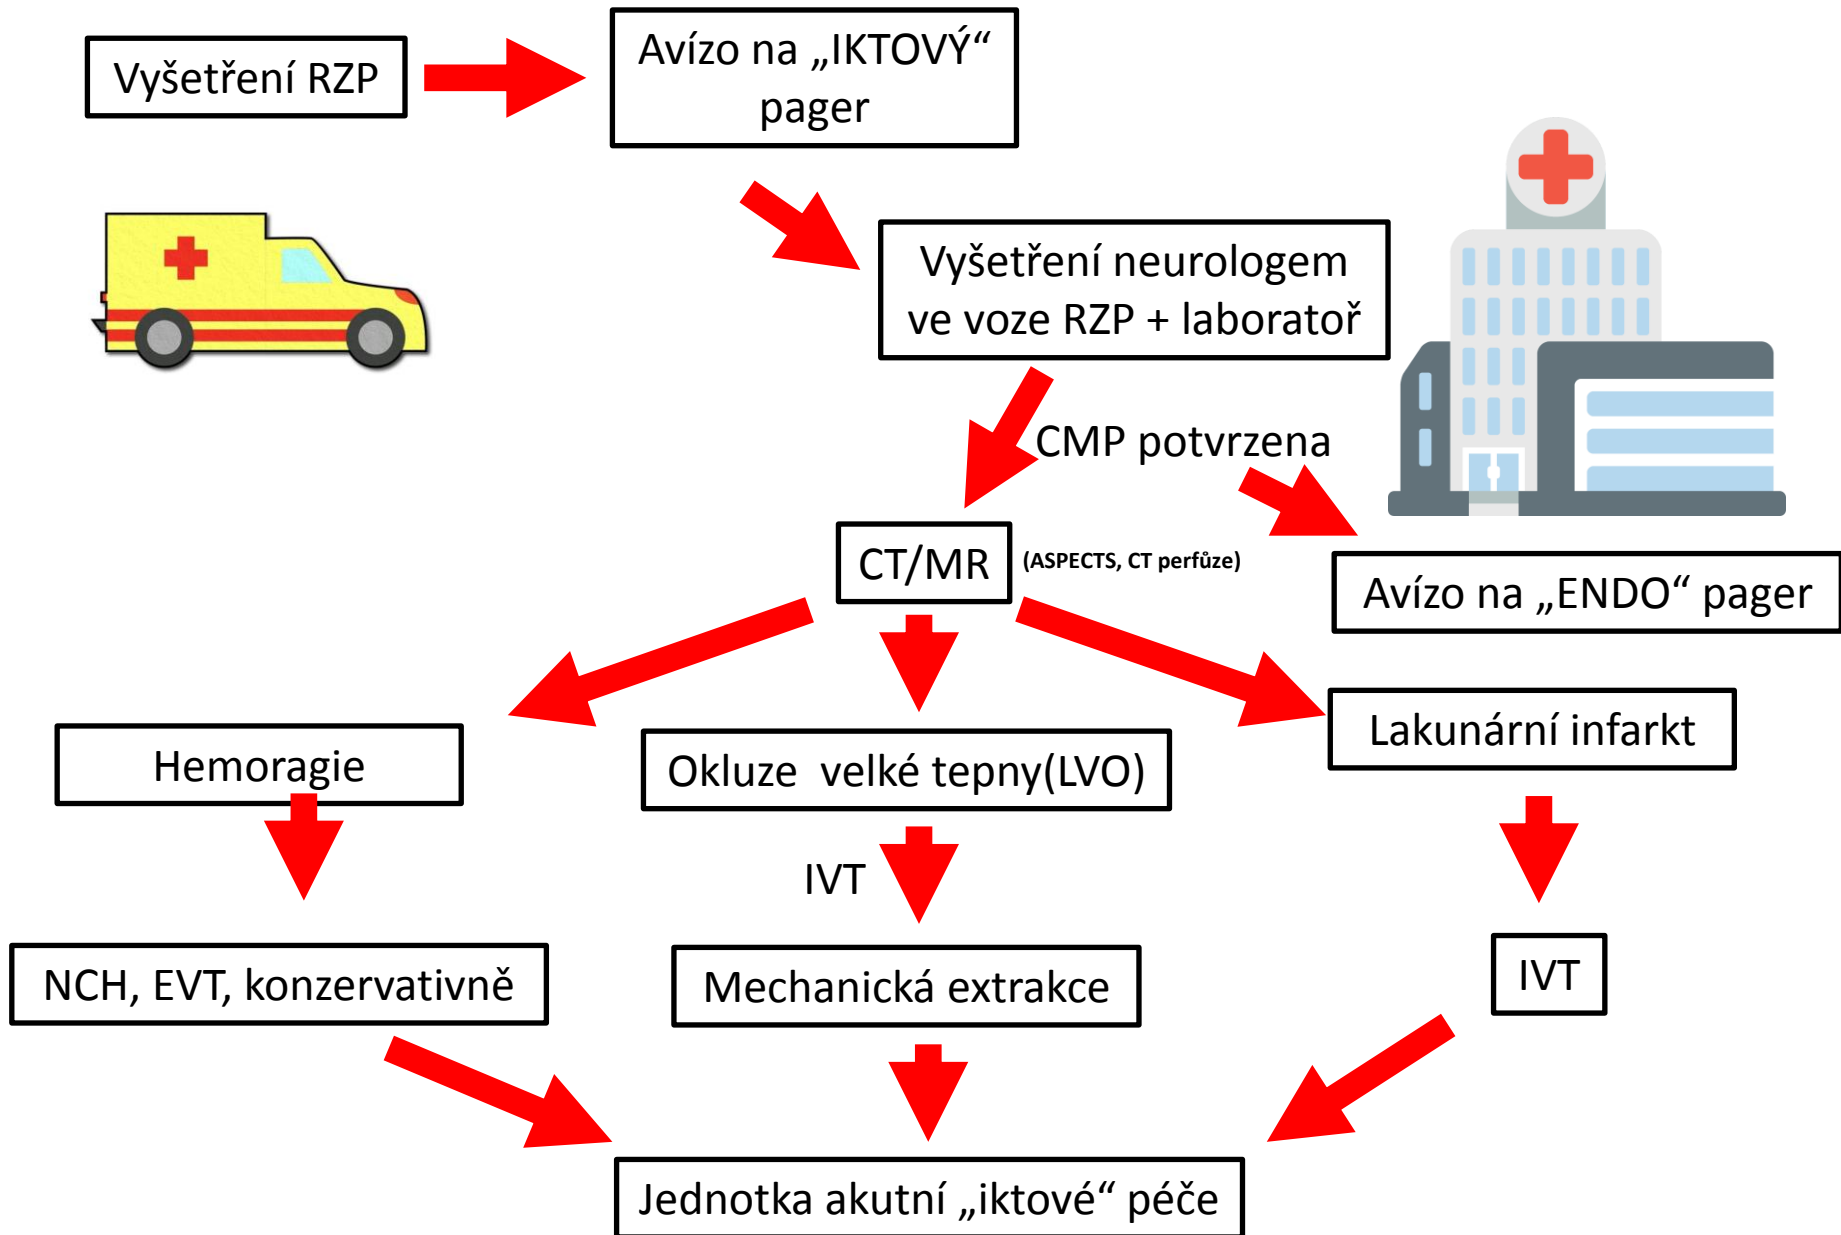 Vyšetření RZP
Avízo na „IKTOVÝ“
pager
Vyšetření neurologem
ve voze RZP + laboratoř
CMP potvrzena
CT/MR
(ASPECTS, CT perfůze)
Avízo na „ENDO“ pager
Hemoragie
Okluze  velké tepny(LVO)
Lakunární infarkt
IVT
NCH, EVT, konzervativně
Mechanická extrakce
IVT
Jednotka akutní „iktové“ péče